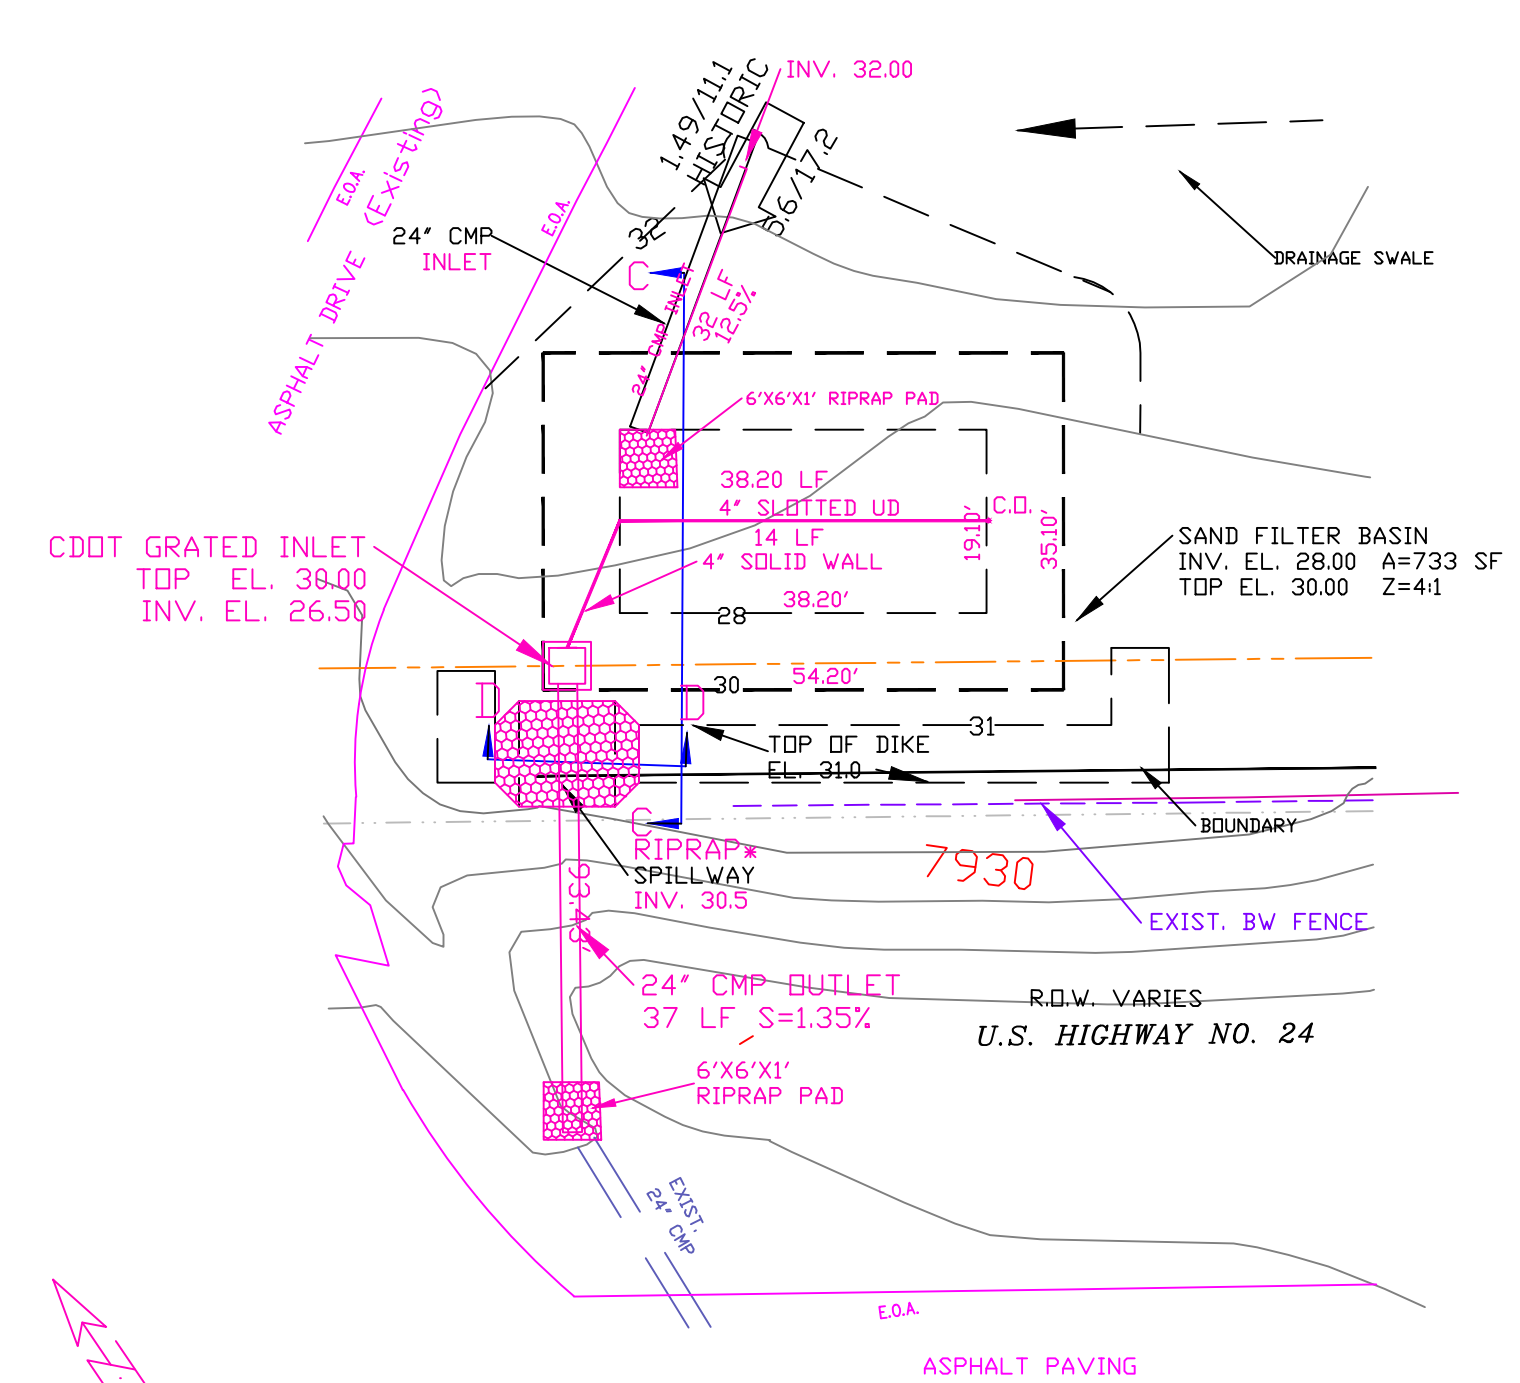 INV. 32.00
1.49/11.1
HISTORIC
5.6/17.2
E.O.A.
ASPHALT DRIVE (Existing)
E.O.A.
24" CMP
INLET
32
C
24" CMP INLET
32 LF
12.5%
DRAINAGE SWALE
6'X6'X1' RIPRAP PAD
38.20 LF
4" SLOTTED UD
C.O.
14 LF
4" SOLID WALL
19.10'
35.10'
38.20'
28
CDOT GRATED INLET
TOP EL. 30.00
INV. EL. 26.50
SAND FILTER BASIN
INV. EL. 28.00 A=733 SF
TOP EL. 30.00 Z=4:1
54.20'
30
D
D
31
TOP OF DIKE
EL. 31.0
BOUNDARY
C
RIPRAP*
SPILLWAY
INV. 30.5
93.43'
7930
EXIST. BW FENCE
24" CMP OUTLET
37 LF S=1.35%
R.O.W. VARIES
U.S. HIGHWAY NO. 24
6'X6'X1'
RIPRAP PAD
EXIST.
24" CMP
E.O.A.
ASPHALT PAVING